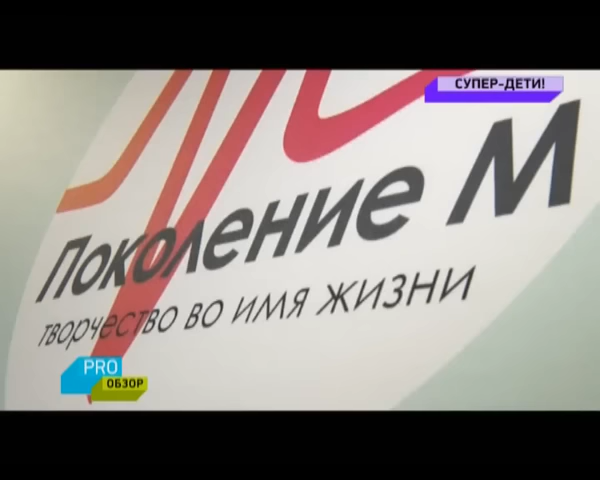 СУПЕР-ДЕТИ!
Поколение М
творчество во имя жизни
PRO
ОБЗОР